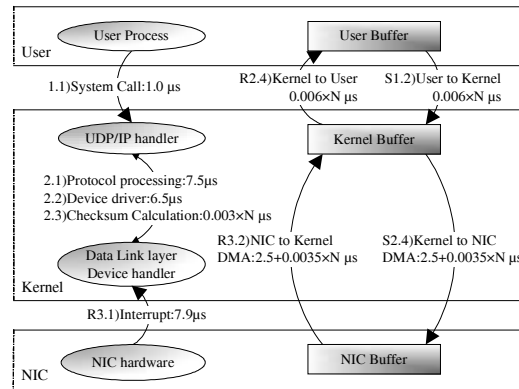 User Process
User Buffer
User
1.1)System Call:1.0 μs
R2.4)Kernel to User
0.006×N μs
S1.2)User to Kernel
0.006×N μs
UDP/IP handler
Kernel Buffer
2.1)Protocol processing:7.5μs
2.2)Device driver:6.5μs
2.3)Checksum Calculation:0.003×N μs
R3.2)NIC to Kernel
DMA:2.5+0.0035×N μs
S2.4)Kernel to NIC
DMA:2.5+0.0035×N μs
Data Link layer
Device handler
Kernel
R3.1)Interrupt:7.9μs
NIC hardware
NIC Buffer
NIC